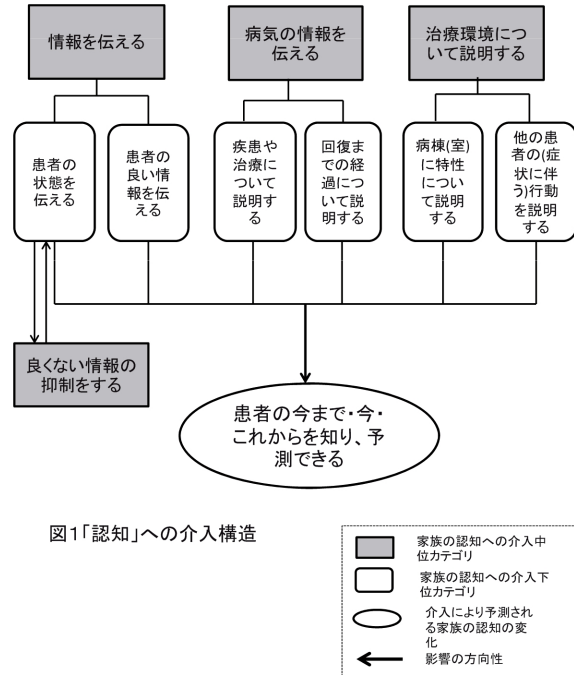 情報を伝える
病気の情報を
伝える
治療環境につ
いて説明する
患者の
状態を
伝える
患者の
良い情
報を伝
える
疾患や
治療につ
いて説明す
る
回復ま
での経
過につ
いて説
明する
病棟(室)
に特性に
ついて説
明する
他の患
者の(症
状に伴
う)行動
を説明
する
良くない情報の
抑制をする
患者の今まで・今・
これからを知り、予
測できる
図1「認知」への介入構造
家族の認知への介入中
位カテゴリ
家族の認知への介入下
位カテゴリ
介入により予測され
る家族の認知の変
化
影響の方向性